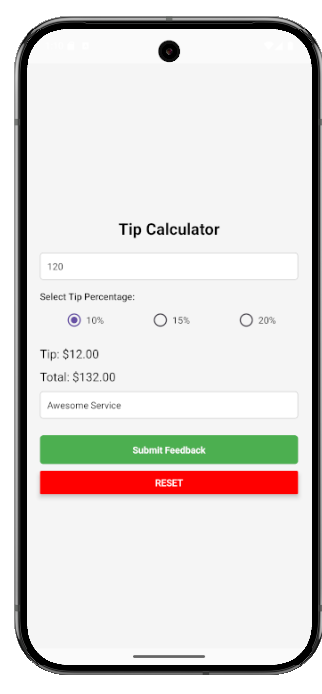 Tip Calculator
120
Select Tip Percentage:
10% 15% 20%
Tip: $12.00
Total: $132.00
Awesome Service
Submit Feedback
RESET